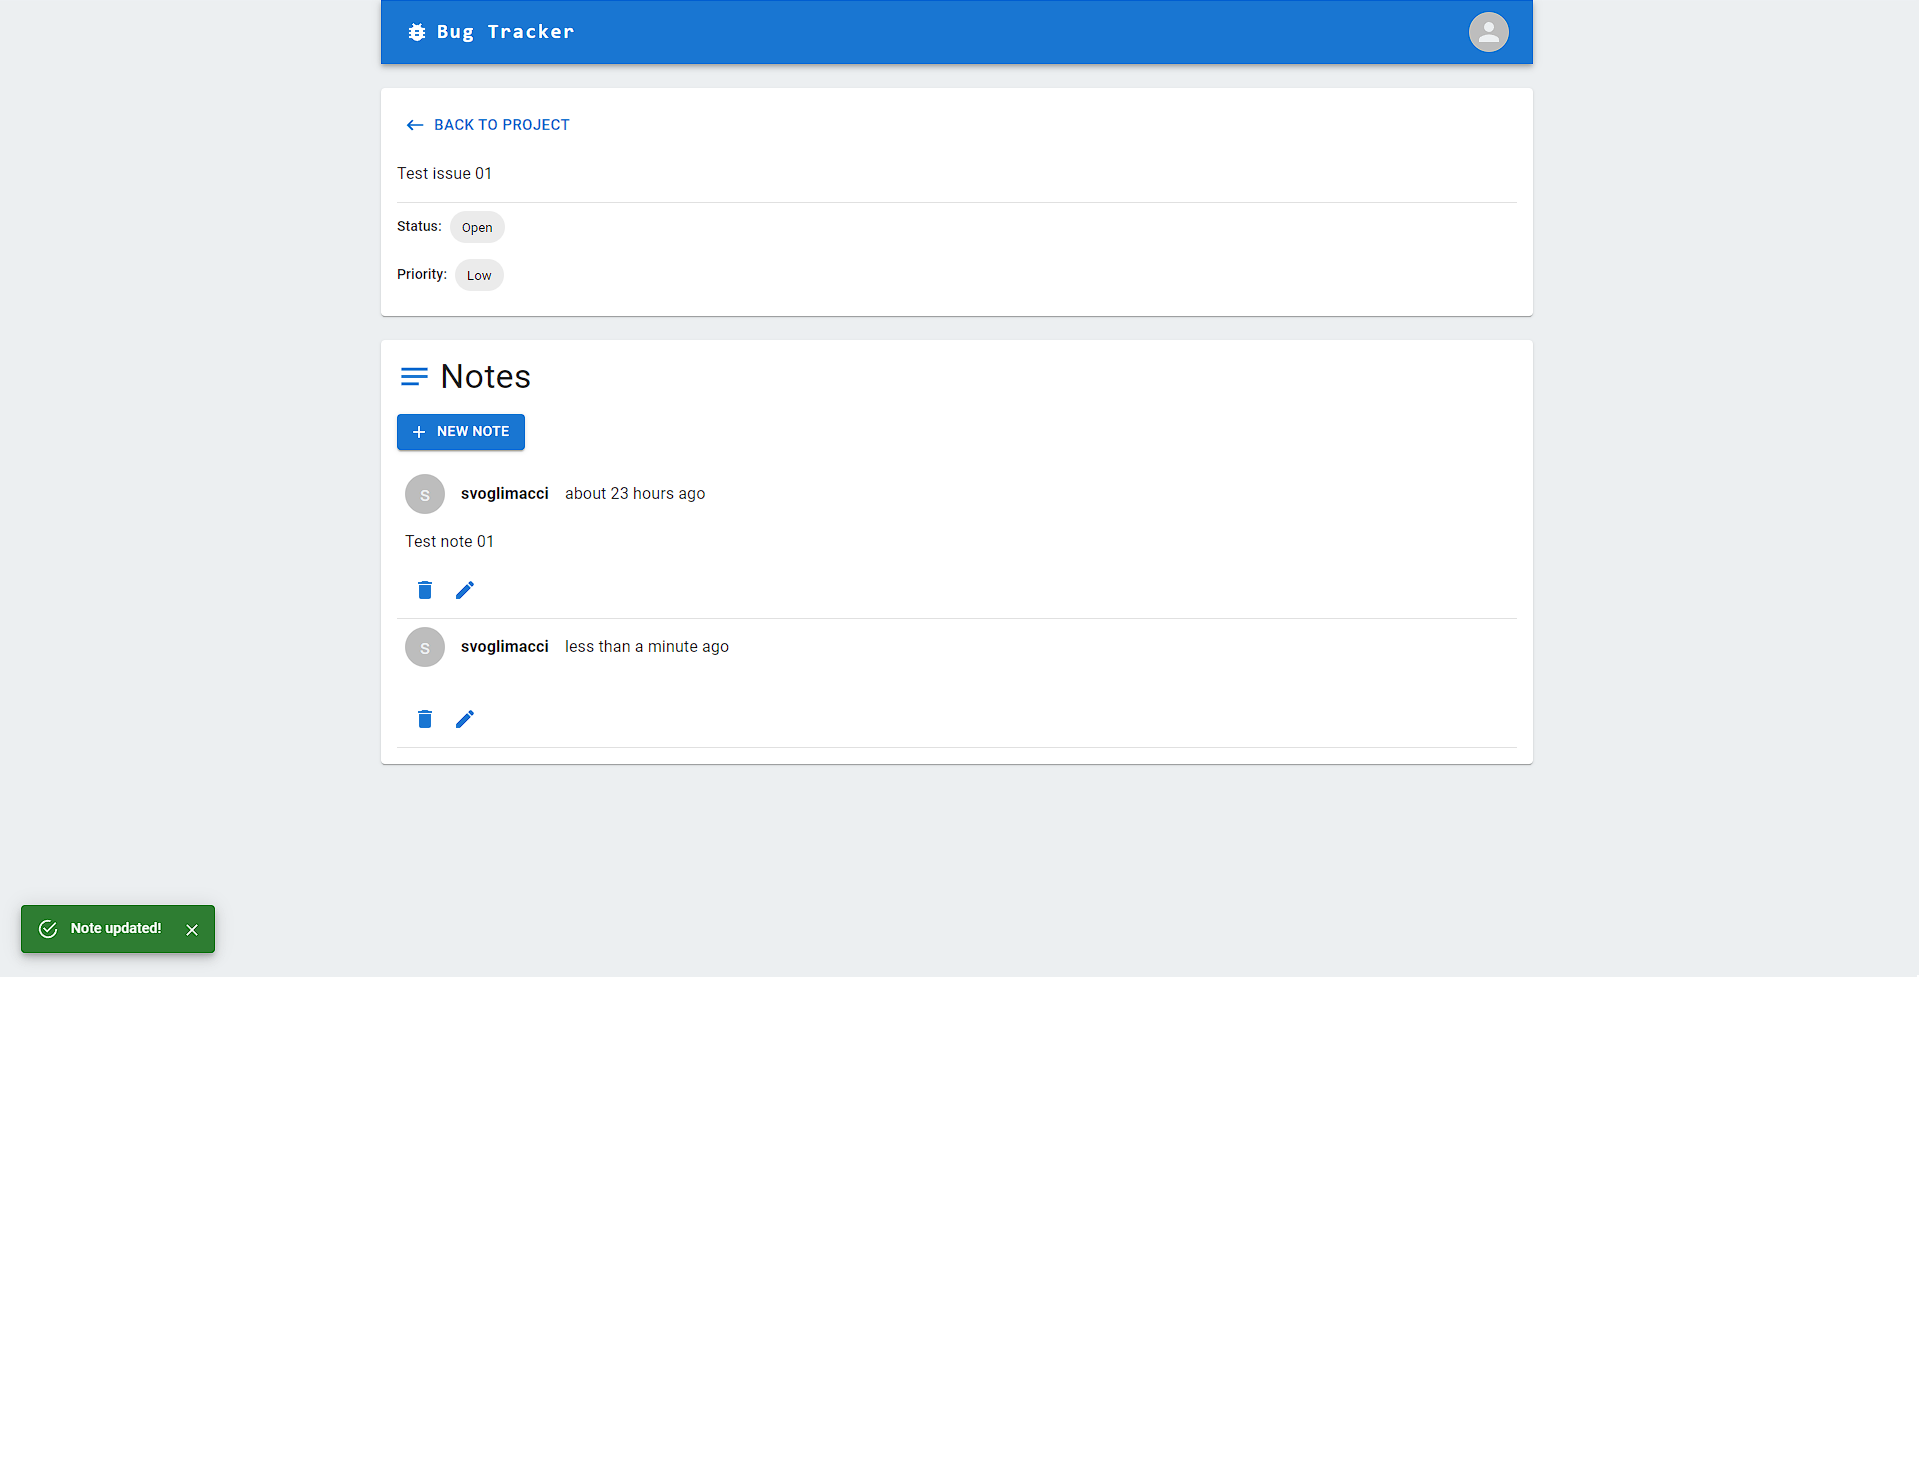 Bug Tracker
BACK TO PROJECT
Test issue 01
Status: Open
Priority: Low
Notes
NEW NOTE
S svoglimacci about 23 hours ago
Test note 01
S svoglimacci less than a minute ago
Note updated!